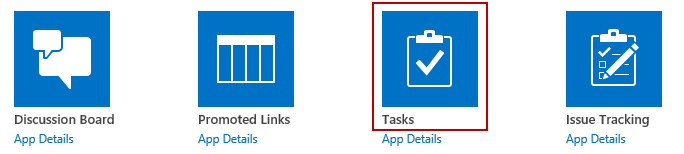 Discussion Board
App Details
Promoted Links
App Details
Tasks
App Details
Issue Tracking
App Details